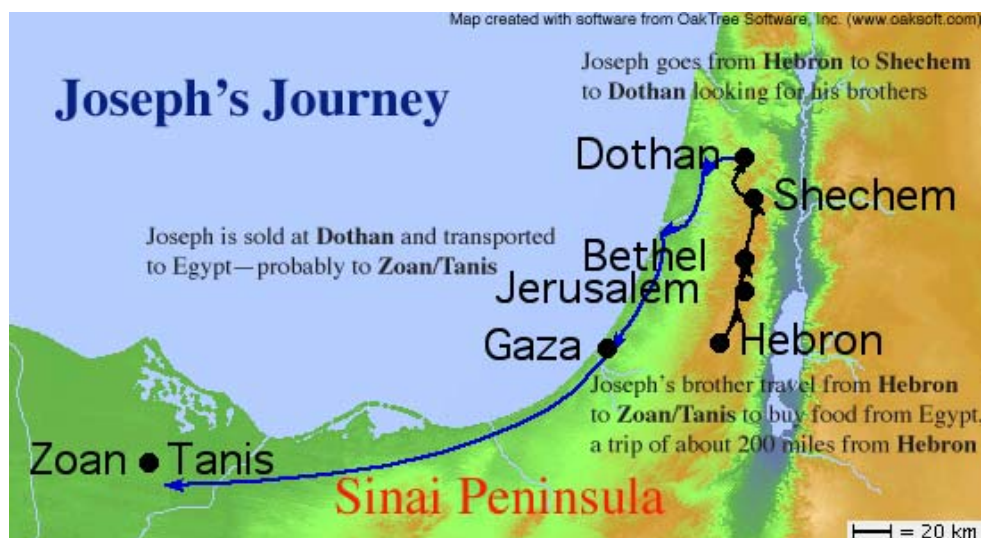 Map created with software from OakTree Software, Inc. (www.oaksoft.com)
Joseph goes from Hebron to Shechem
to Dothan looking for his brothers
Joseph's Journey
Dothan
Shechem
Joseph is sold at Dothan and transported
to Egypt—probably to Zoan/Tanis
Bethel
Jerusalem
Gaza
Hebron
Joseph's brother travel from Hebron
to Zoan/Tanis to buy food from Egypt,
a trip of about 200 miles from Hebron
Zoan Tanis
Sinai Peninsula
= 20 km